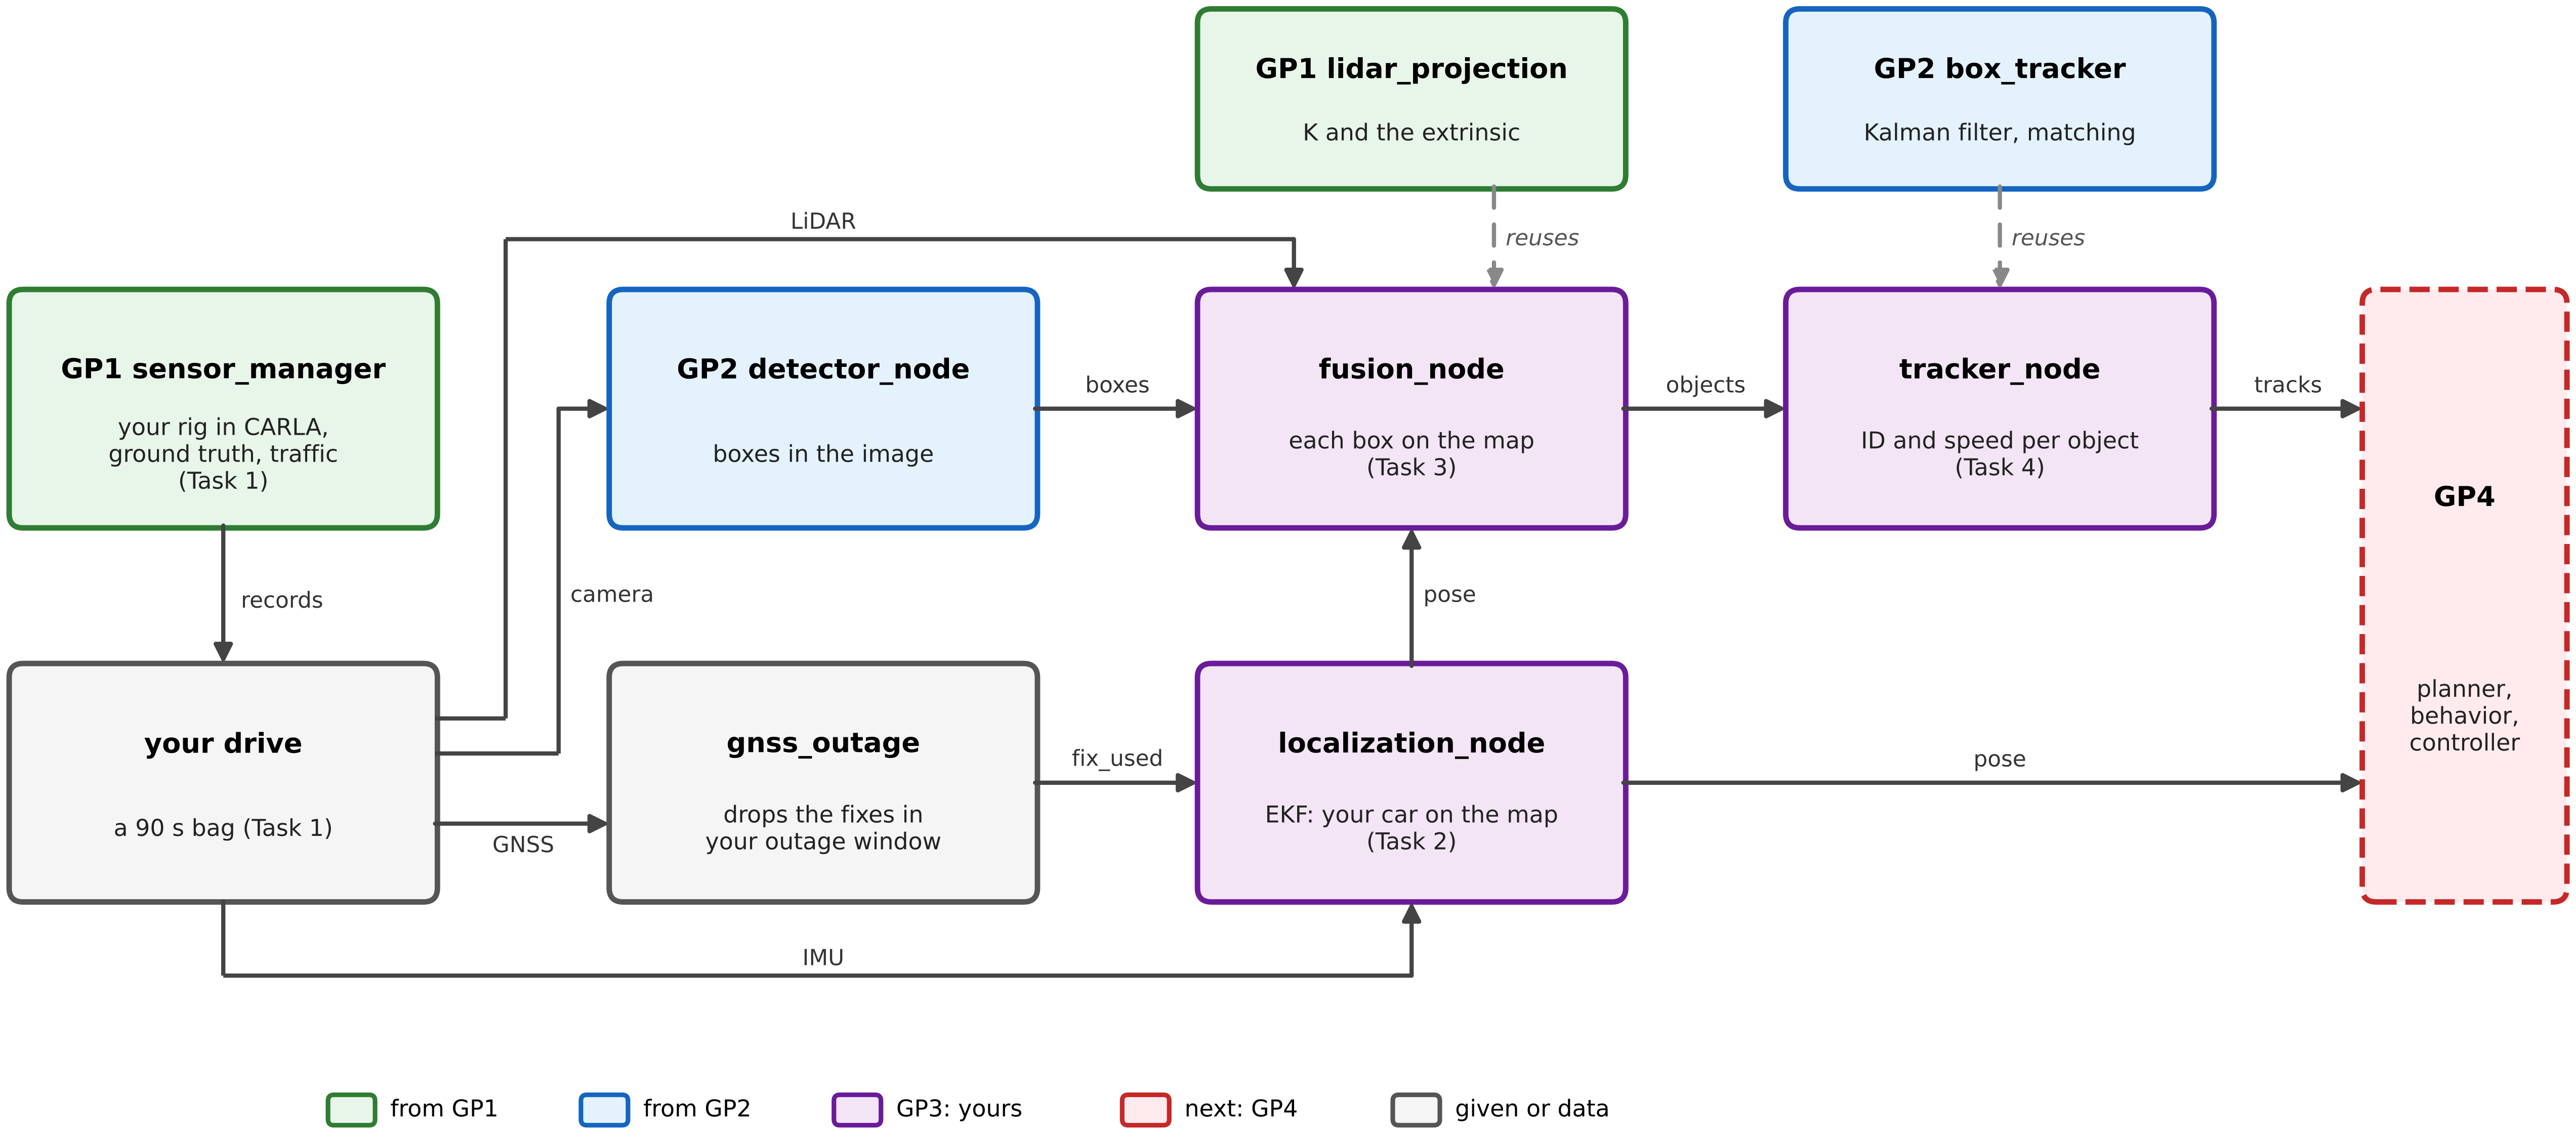 GP1 lidar_projection
K and the extrinsic
GP2 box_tracker
Kalman filter, matching
LiDAR
reuses
reuses
GP1 sensor_manager
your rig in CARLA,
ground truth, traffic
(Task 1)
GP2 detector_node
boxes in the image
boxes
fusion_node
each box on the map
(Task 3)
objects
tracker_node
ID and speed per object
(Task 4)
tracks
GP4
planner,
behavior,
controller
records
camera
pose
your drive
a 90 s bag (Task 1)
GNSS
gnss_outage
drops the fixes in
your outage window
fix_used
localization_node
EKF: your car on the map
(Task 2)
pose
IMU
from GP1
from GP2
GP3: yours
next: GP4
given or data